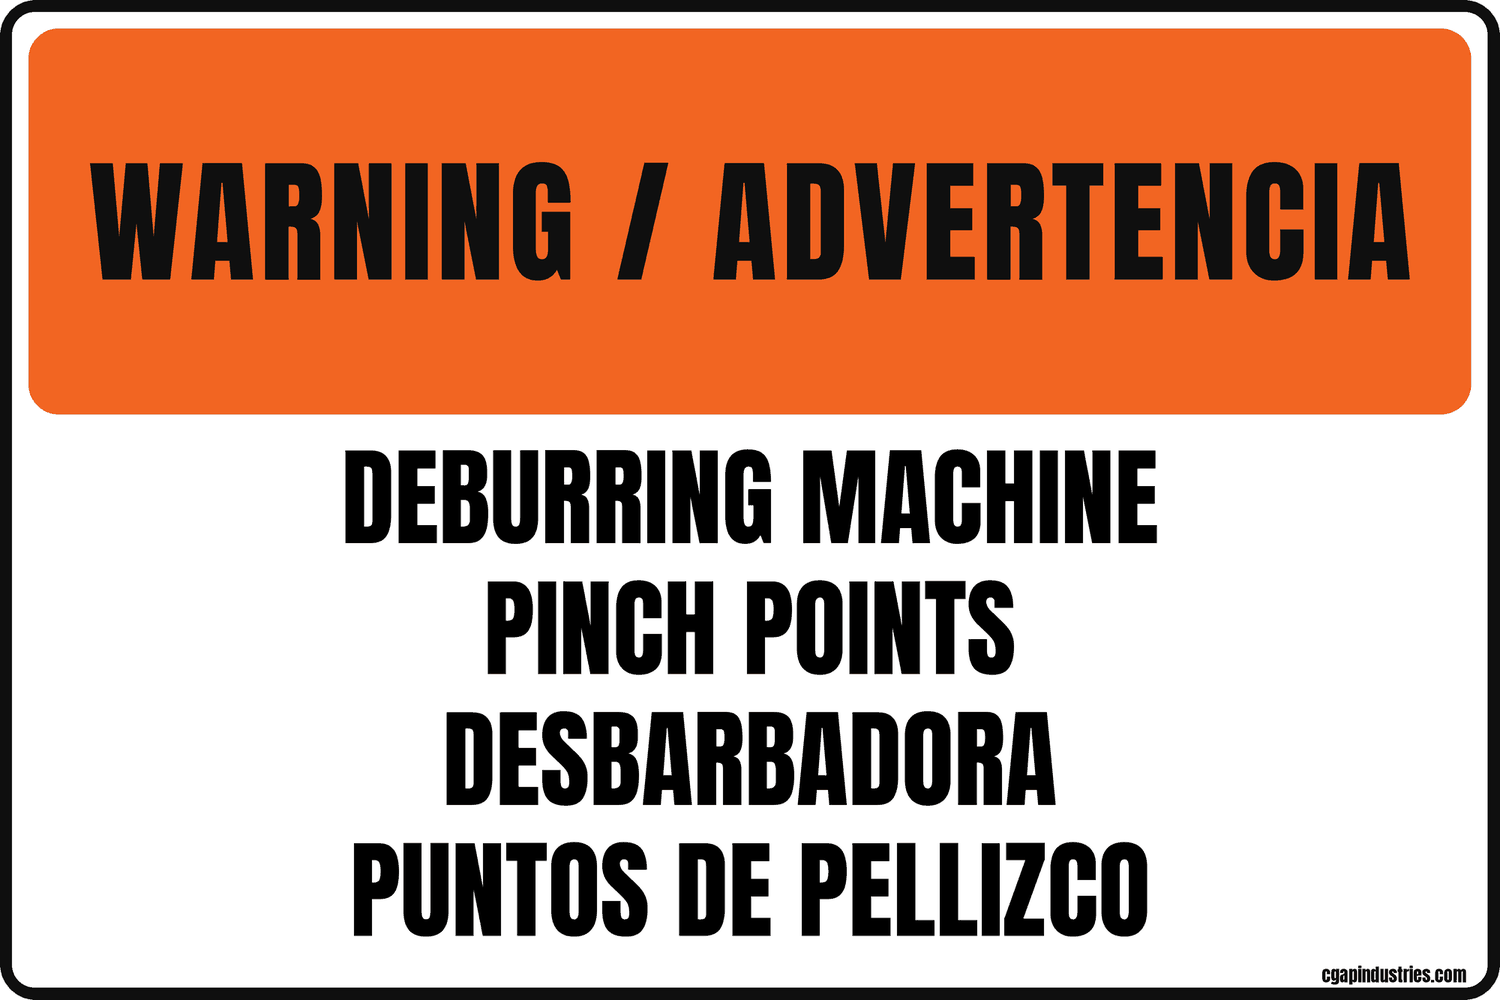 WARNING / ADVERTENCIA
DEBURRING MACHINE
PINCH POINTS
DESBARBADORA
PUNTOS DE PELLIZCO
cgapindustries.com